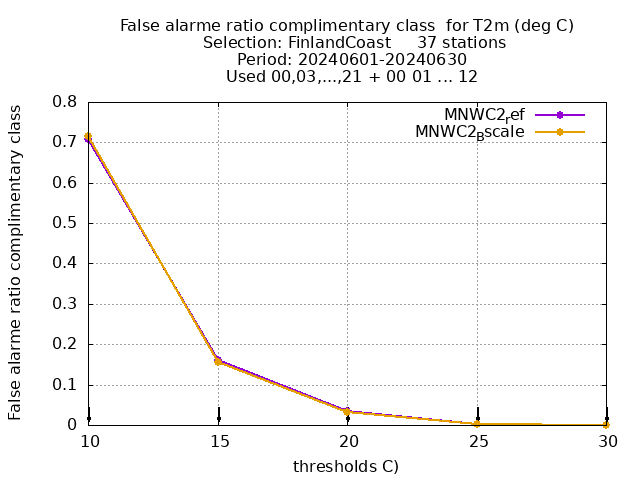 False alarme ratio complimentary class  for T2m (deg C)
Selection: FinlandCoast     37 stations
Period: 20240601-20240630
Used 00,03,...,21 + 00 01 ... 12
False alarme ratio complimentary class
MNWC2ref
MNWC2Bscale
0.8
0.7
0.6
0.5
0.4
0.3
0.2
0.1
0
10
15
20
25
30
thresholds C)